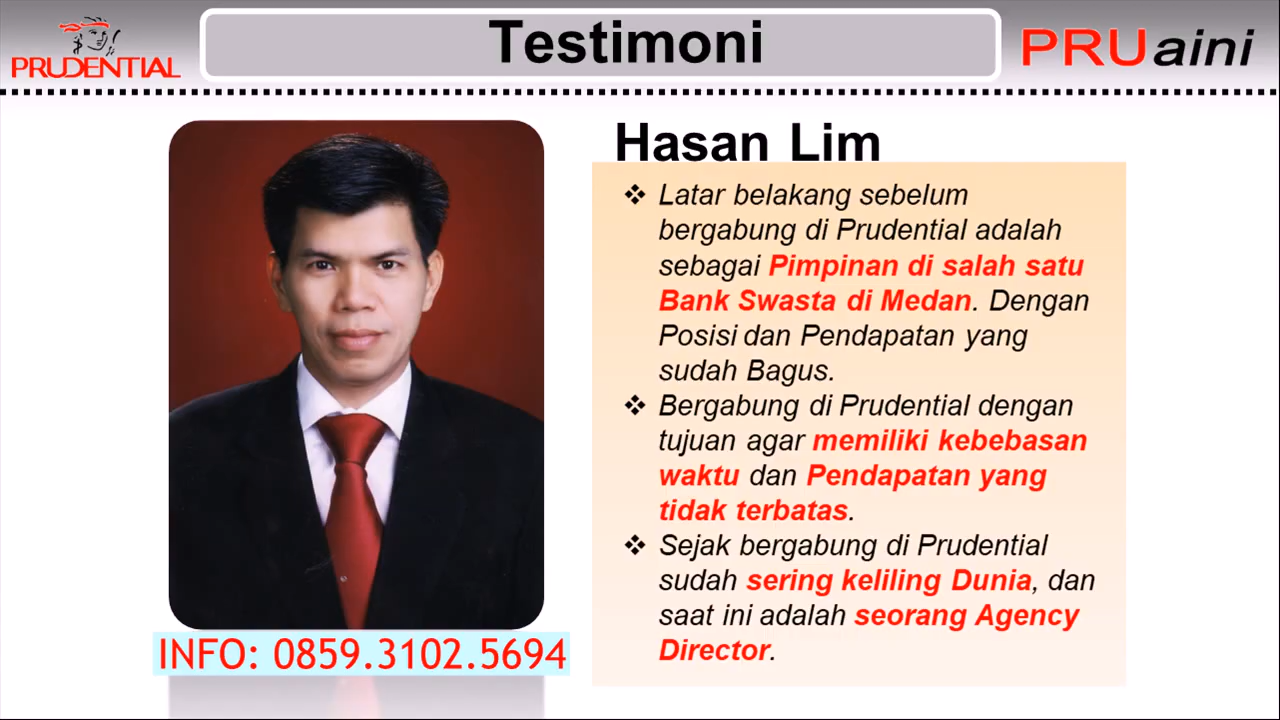 Testimoni
PRUDENTIAL
PRUaini
Hasan Lim
❖ Latar belakang sebelum
bergabung di Prudential adalah
sebagai Pimpinan di salah satu
Bank Swasta di Medan. Dengan
Posisi dan Pendapatan yang
sudah Bagus.
❖ Bergabung di Prudential dengan
tujuan agar memiliki kebebasan
waktu dan Pendapatan yang
tidak terbatas.
❖ Sejak bergabung di Prudential
sudah sering keliling Dunia, dan
saat ini adalah seorang Agency
Director.
INFO: 0859.3102.5694